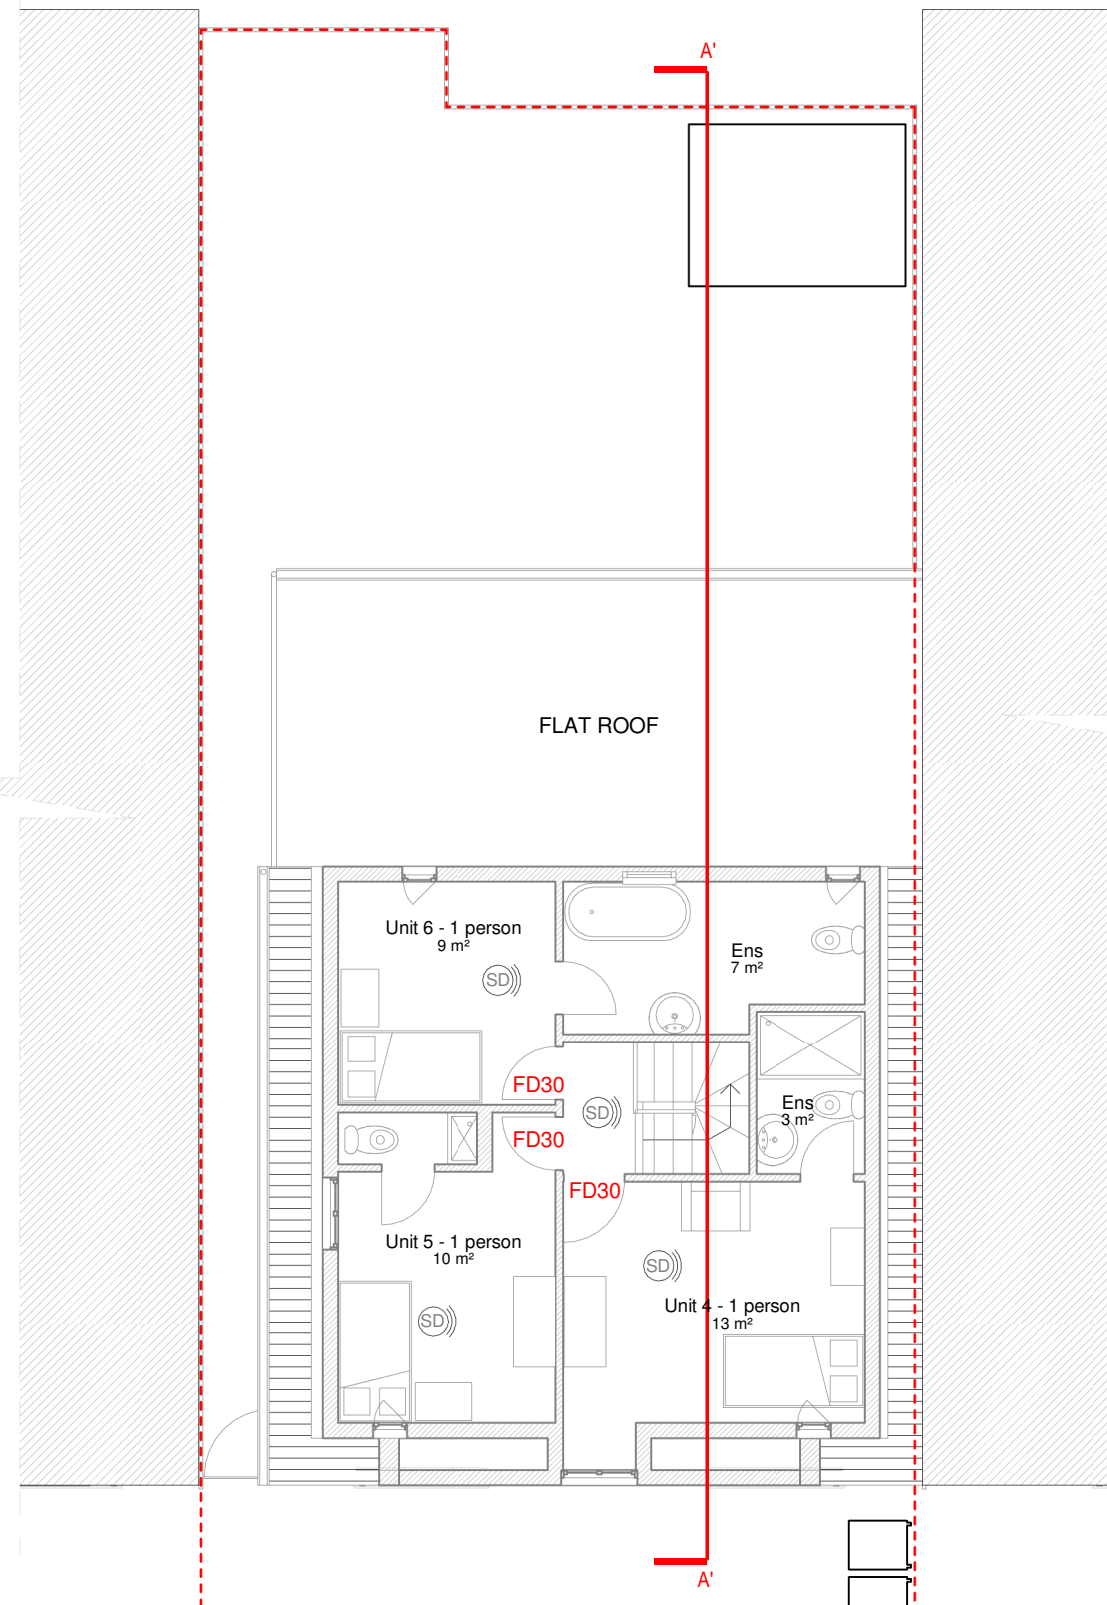 A'
FLAT ROOF
Unit 6 - 1 person
9 m²
Ens
7 m²
SD
FD30
Ens
3 m²
SD
FD30
FD30
Unit 5 - 1 person
10 m²
SD
Unit 4 - 1 person
13 m²
SD
A'